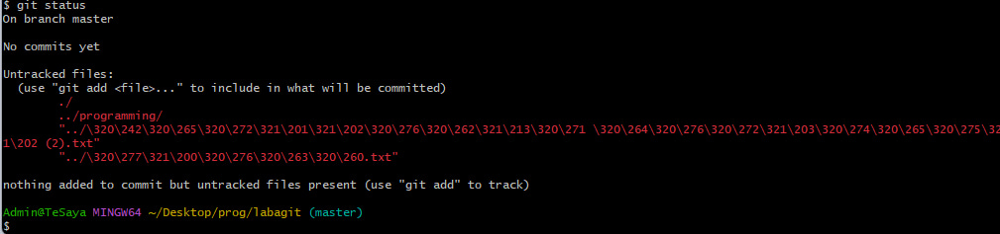 $ git status
On branch master
No commits yet
Untracked files:
(use "git add <file>..." to include in what will be committed)
./
../programming/
"../\320\242\320\265\320\272\321\201\321\202\320\276\320\262\321\213\320\271 \320\264\320\276\320\272\321\203\320\274\320\265\320\275\32
1\202 (2).txt"
"../\320\277\321\200\320\276\320\263\320\260.txt"
nothing added to commit but untracked files present (use "git add" to track)
Admin@TeSaya MINGW64 ~/Desktop/prog/labagit (master)
$